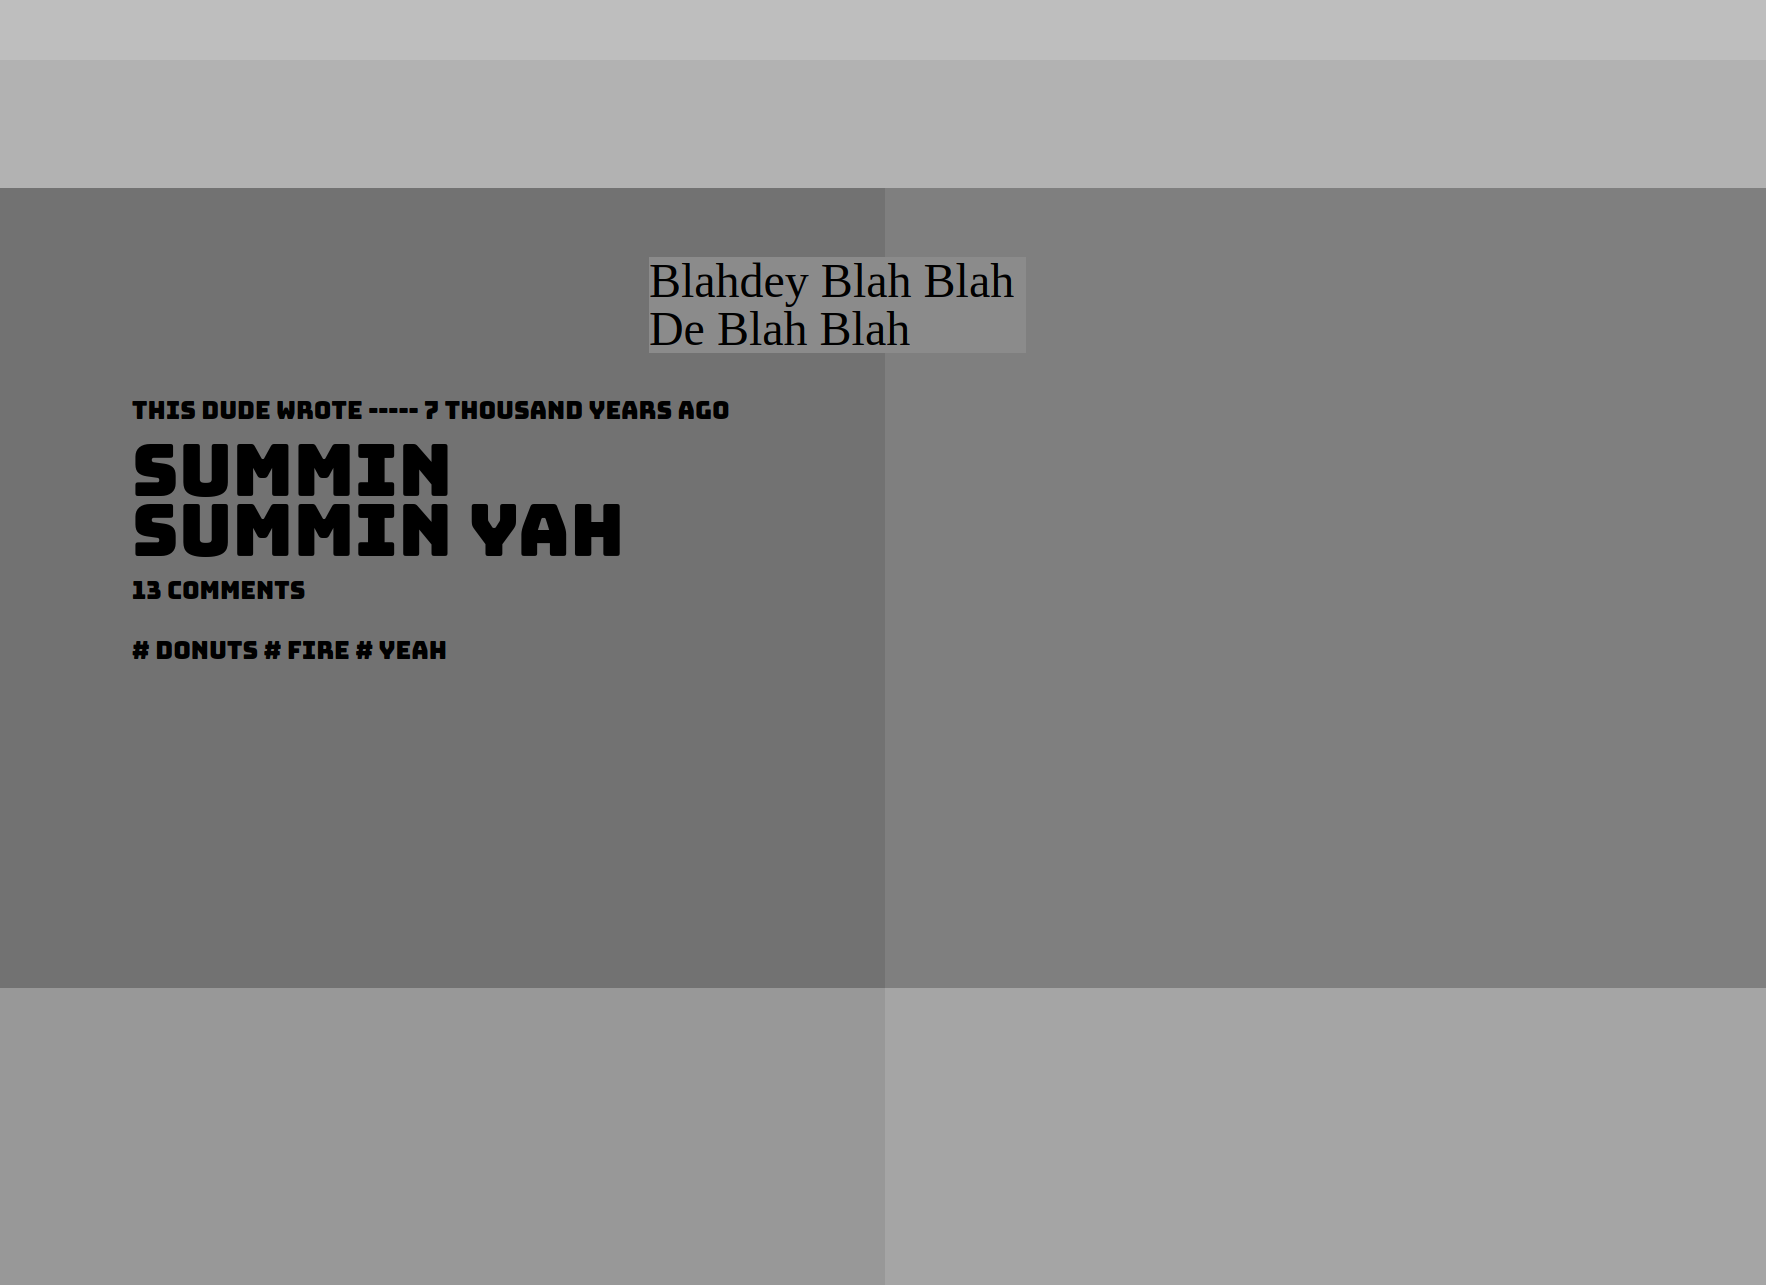 Blahdey Blah Blah
De Blah Blah
THIS DUDE WROTE ----- 7 THOUSAND YEARS AGO
SUMMIN
SUMMIN YAH
13 COMMENTS
# DONUTS # FIRE # YEAH